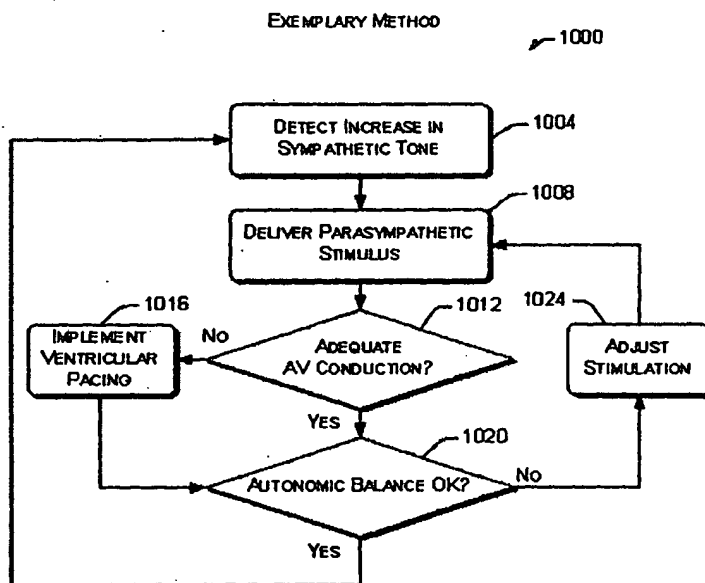 EXEMPLARY METHOD
1000
DETECT INCREASE IN
SYMPATHETIC TONE
1004
DELIVER PARASYMPATHETIC
STIMULUS
1008
ADEQUATE
AV CONDUCTION?
1012
No
YES
IMPLEMENT
VENTRICULAR
PACING
1016
AUTONOMIC BALANCE OK?
1020
No
YES
ADJUST
STIMULATION
1024